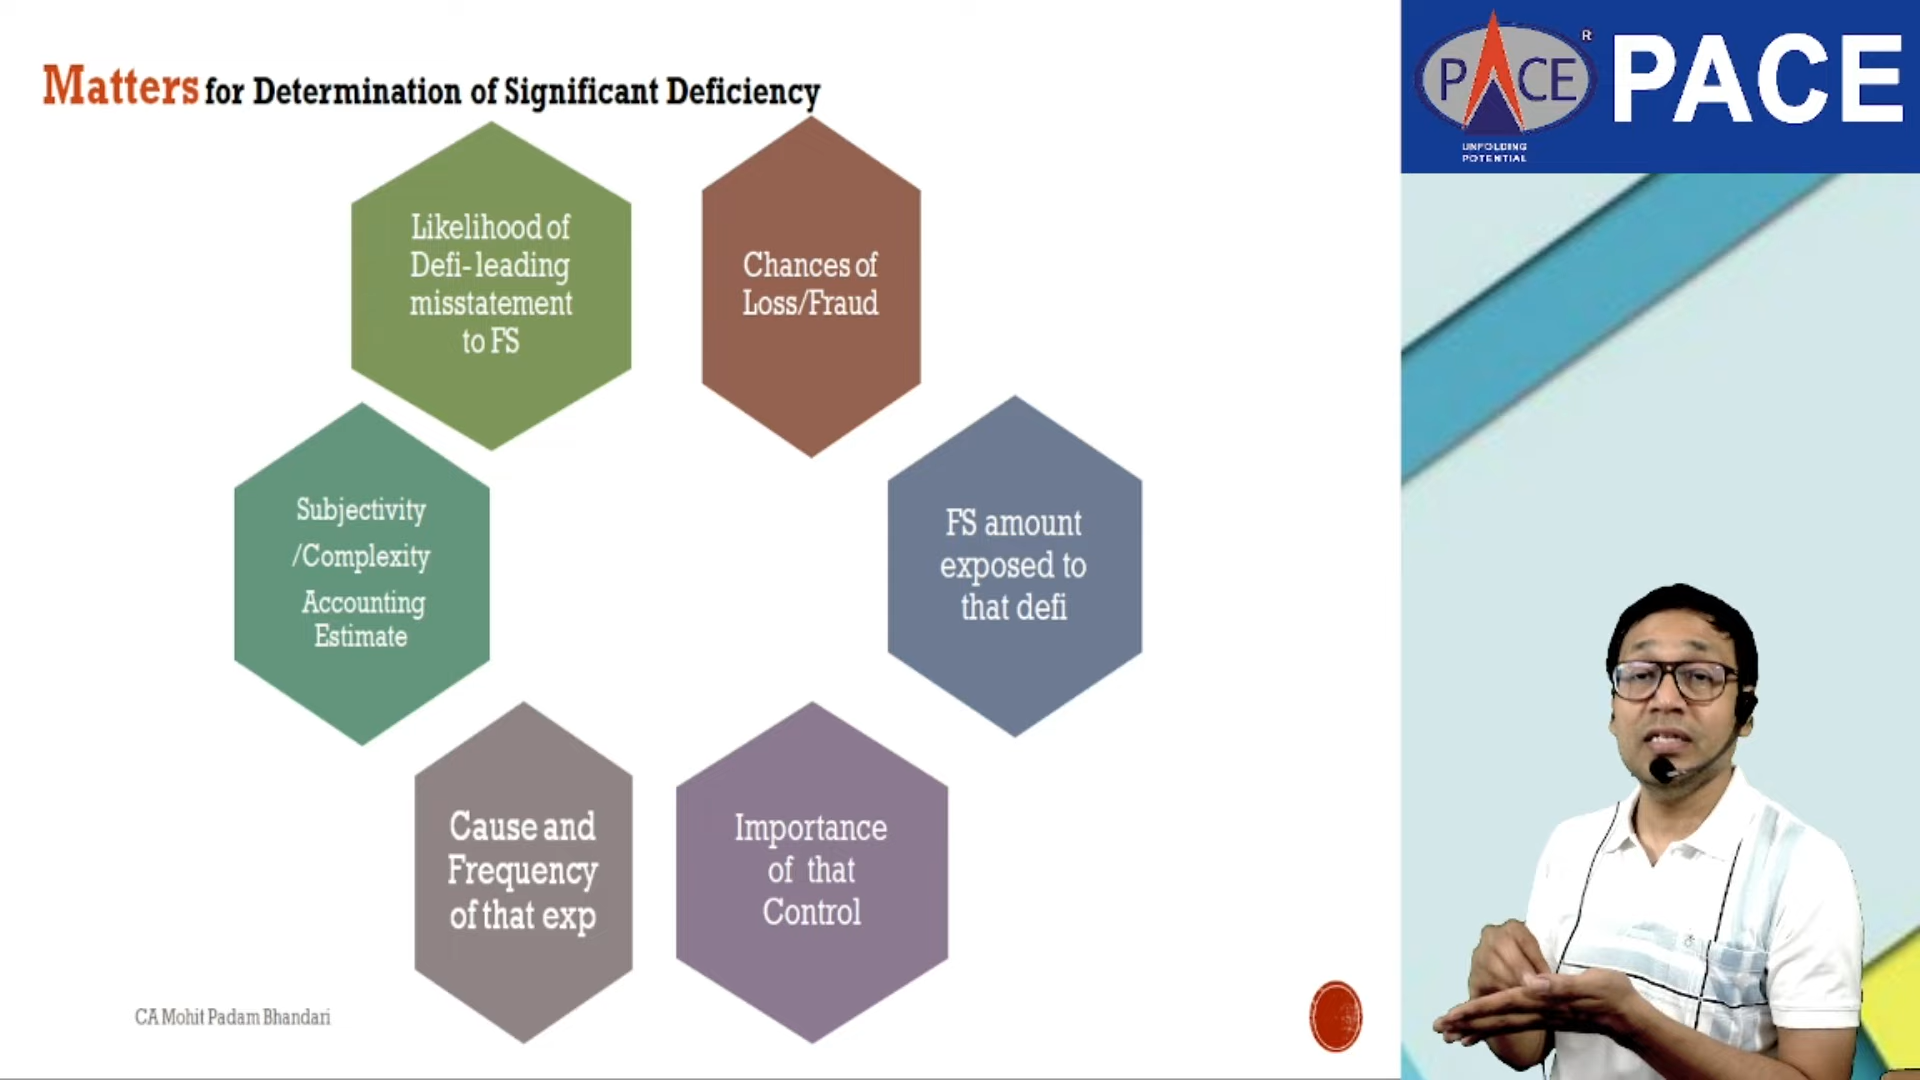 Matters for Determination of Significant Deficiency
Likelihood of
Defi-leading
misstatement
to FS
Chances of
Loss/Fraud
Subjectivity
/Complexity
Accounting
Estimate
FS amount
exposed to
that defi
Cause and
Frequency
of that exp
Importance
of that
Control
CA Mohit Padam Bhandari
PACE
R
UNFOLDING
POTENTIAL
PACE